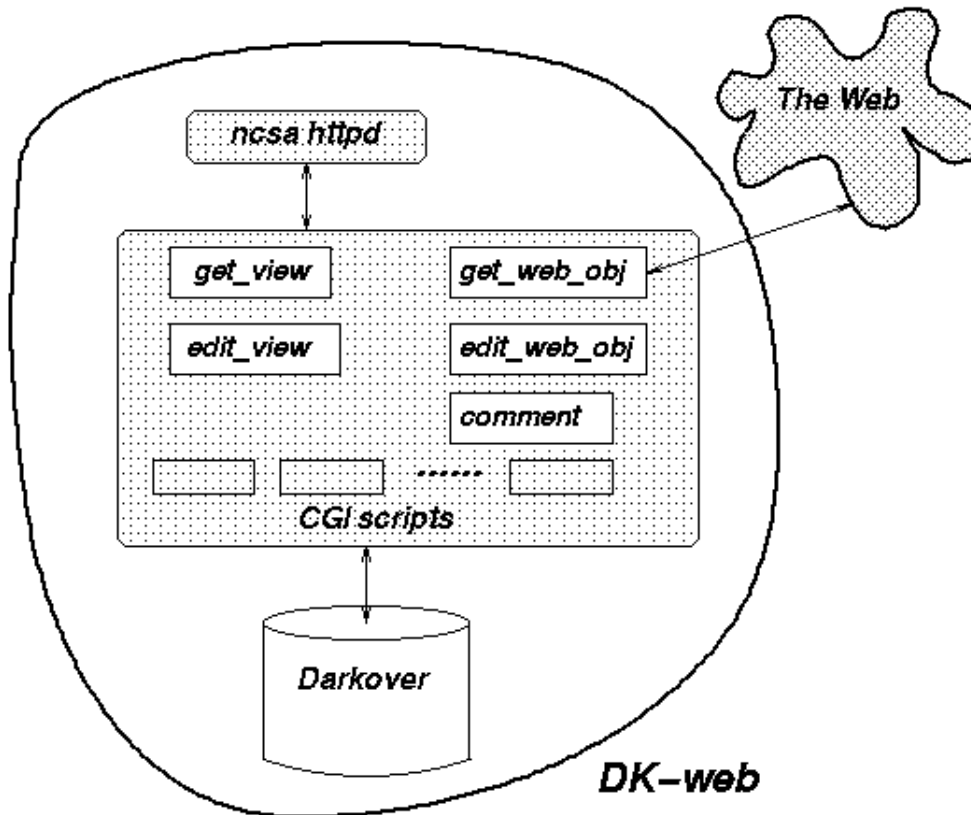 The Web
ncsa httpd
get_view
get_web_obj
edit_view
edit_web_obj
comment
......
CGI scripts
Darkover
DK-web